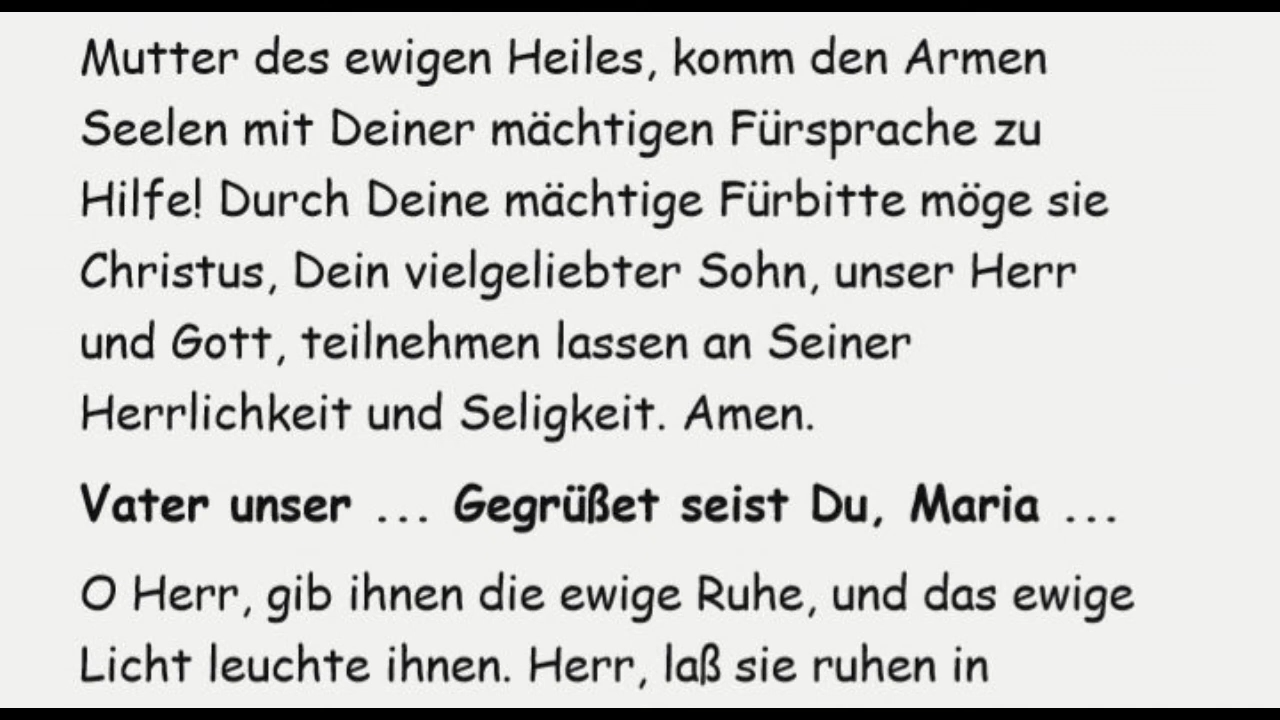 Mutter des ewigen Heiles, komm den Armen
Seelen mit Deiner mächtigen Fürsprache zu
Hilfe! Durch Deine mächtige Fürbitte möge sie
Christus, Dein vielgeliebter Sohn, unser Herr
und Gott, teilnehmen lassen an Seiner
Herrlichkeit und Seligkeit. Amen.
Vater unser ... Gegrüßet seist Du, Maria ...
O Herr, gib ihnen die ewige Ruhe, und das ewige
Licht leuchte ihnen. Herr, laß sie ruhen in